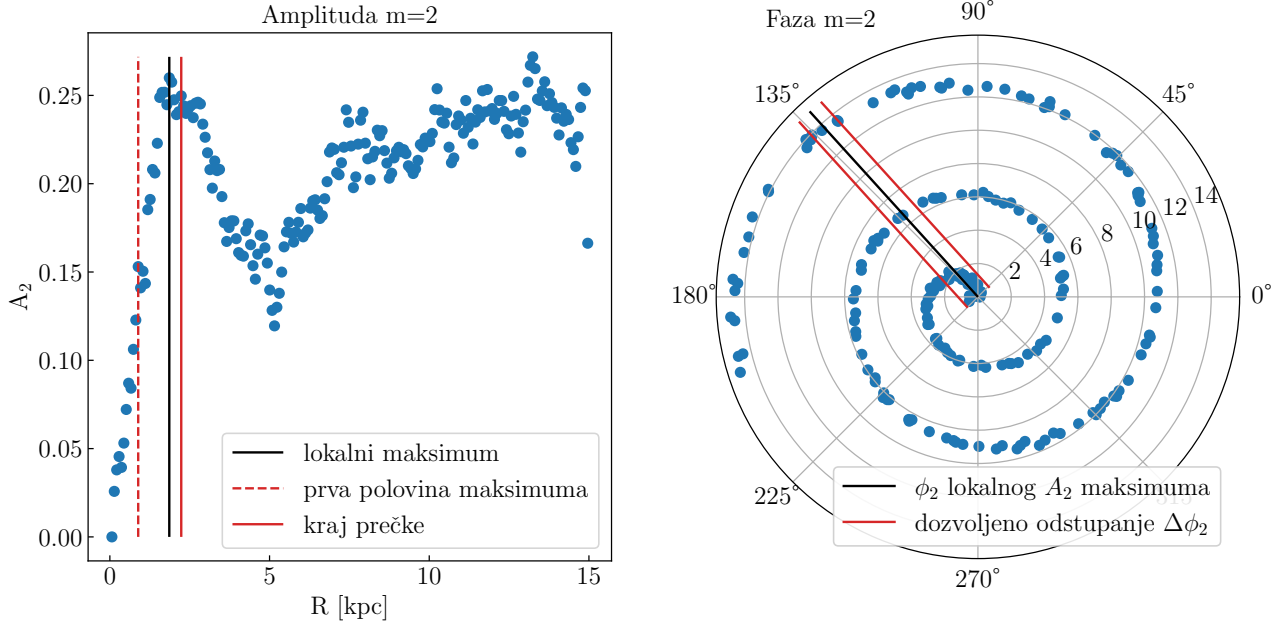 Amplituda m=2
A₂
0.25
0.20
0.15
0.10
0.05
0.00
lokalni maksimum
prva polovina maksimuma
kraj prečke
0 5 10 15
R [kpc]
Faza m=2
90°
135° 45°
180° 0°
2 4 6 8 10 12 14
225° 315°
270°
ϕ₂ lokalnog A₂ maksimuma
dozvoljeno odstupanje Δϕ₂